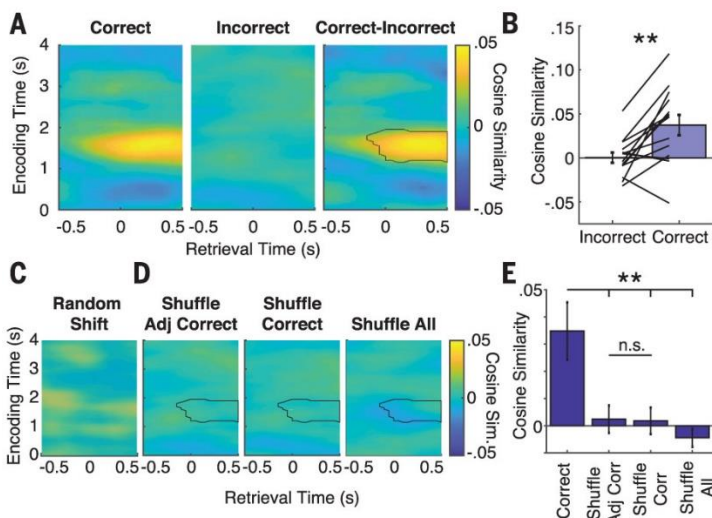 A
Correct
Incorrect
Correct-Incorrect
Encoding Time (s)
4
3
2
1
0
-0.5
0
0.5
-0.5
0
0.5
-0.5
0
0.5
Retrieval Time (s)
.05
0
-.05
Cosine Similarity
B
**
Cosine Similarity
.10
.05
0
-.05
Incorrect
Correct
C
Random
Shift
Encoding Time (s)
4
3
2
1
0
-0.5
0
0.5
D
Shuffle
Adj Correct
Shuffle
Correct
Shuffle All
-0.5
0
0.5
-0.5
0
0.5
-0.5
0
0.5
Retrieval Time (s)
.05
0
-.05
Cosine Sim.
E
**
n.s.
Cosine Similarity
.05
0
Correct
Shuffle
Adj Corr
Shuffle
Corr
Shuffle
All